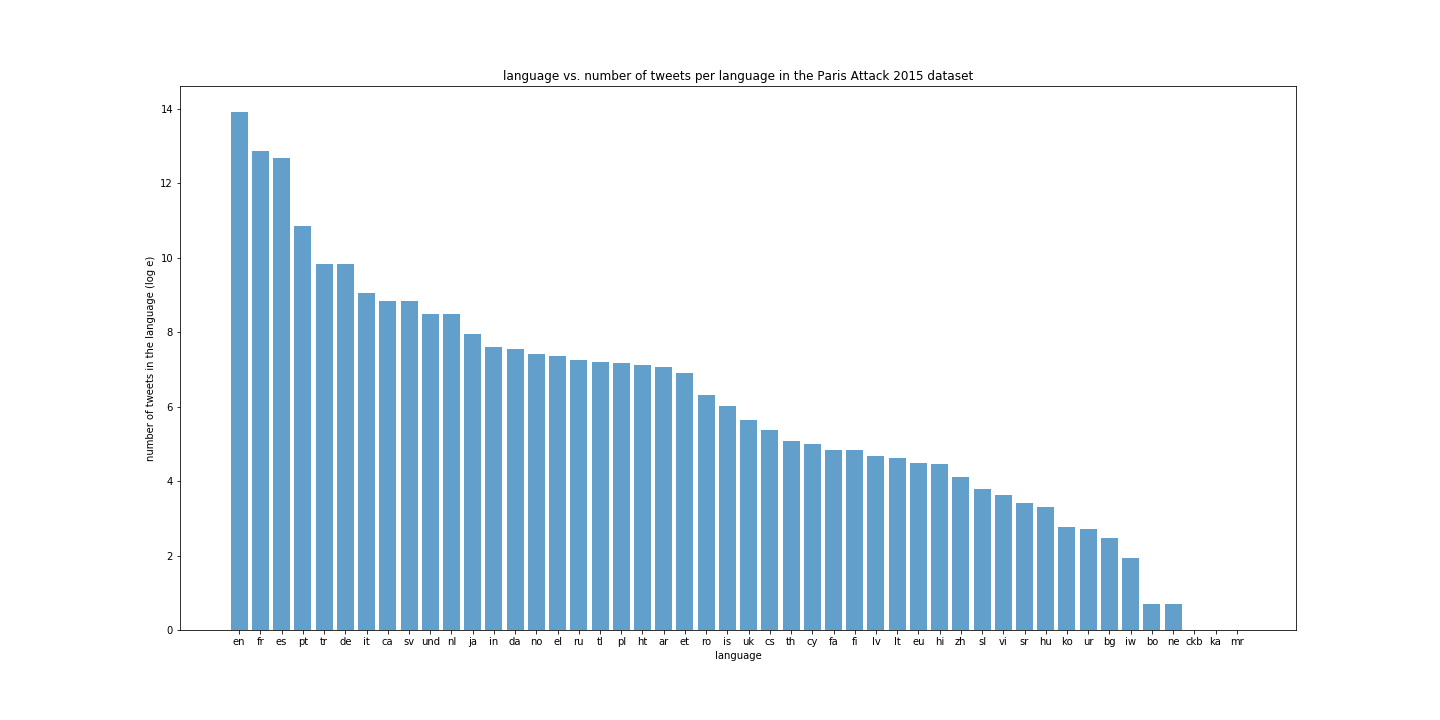 language vs. number of tweets per language in the Paris Attack 2015 dataset
number of tweets in the language (log e)
14
12
10
8
6
4
2
0
en fr es pt tr de it ca sv und nl ja in da no el ru tl pl ht ar et ro is uk cs th cy fa fi lv lt eu hi zh sl vi sr hu ko ur bg iw bo ne ckb ka mr
language